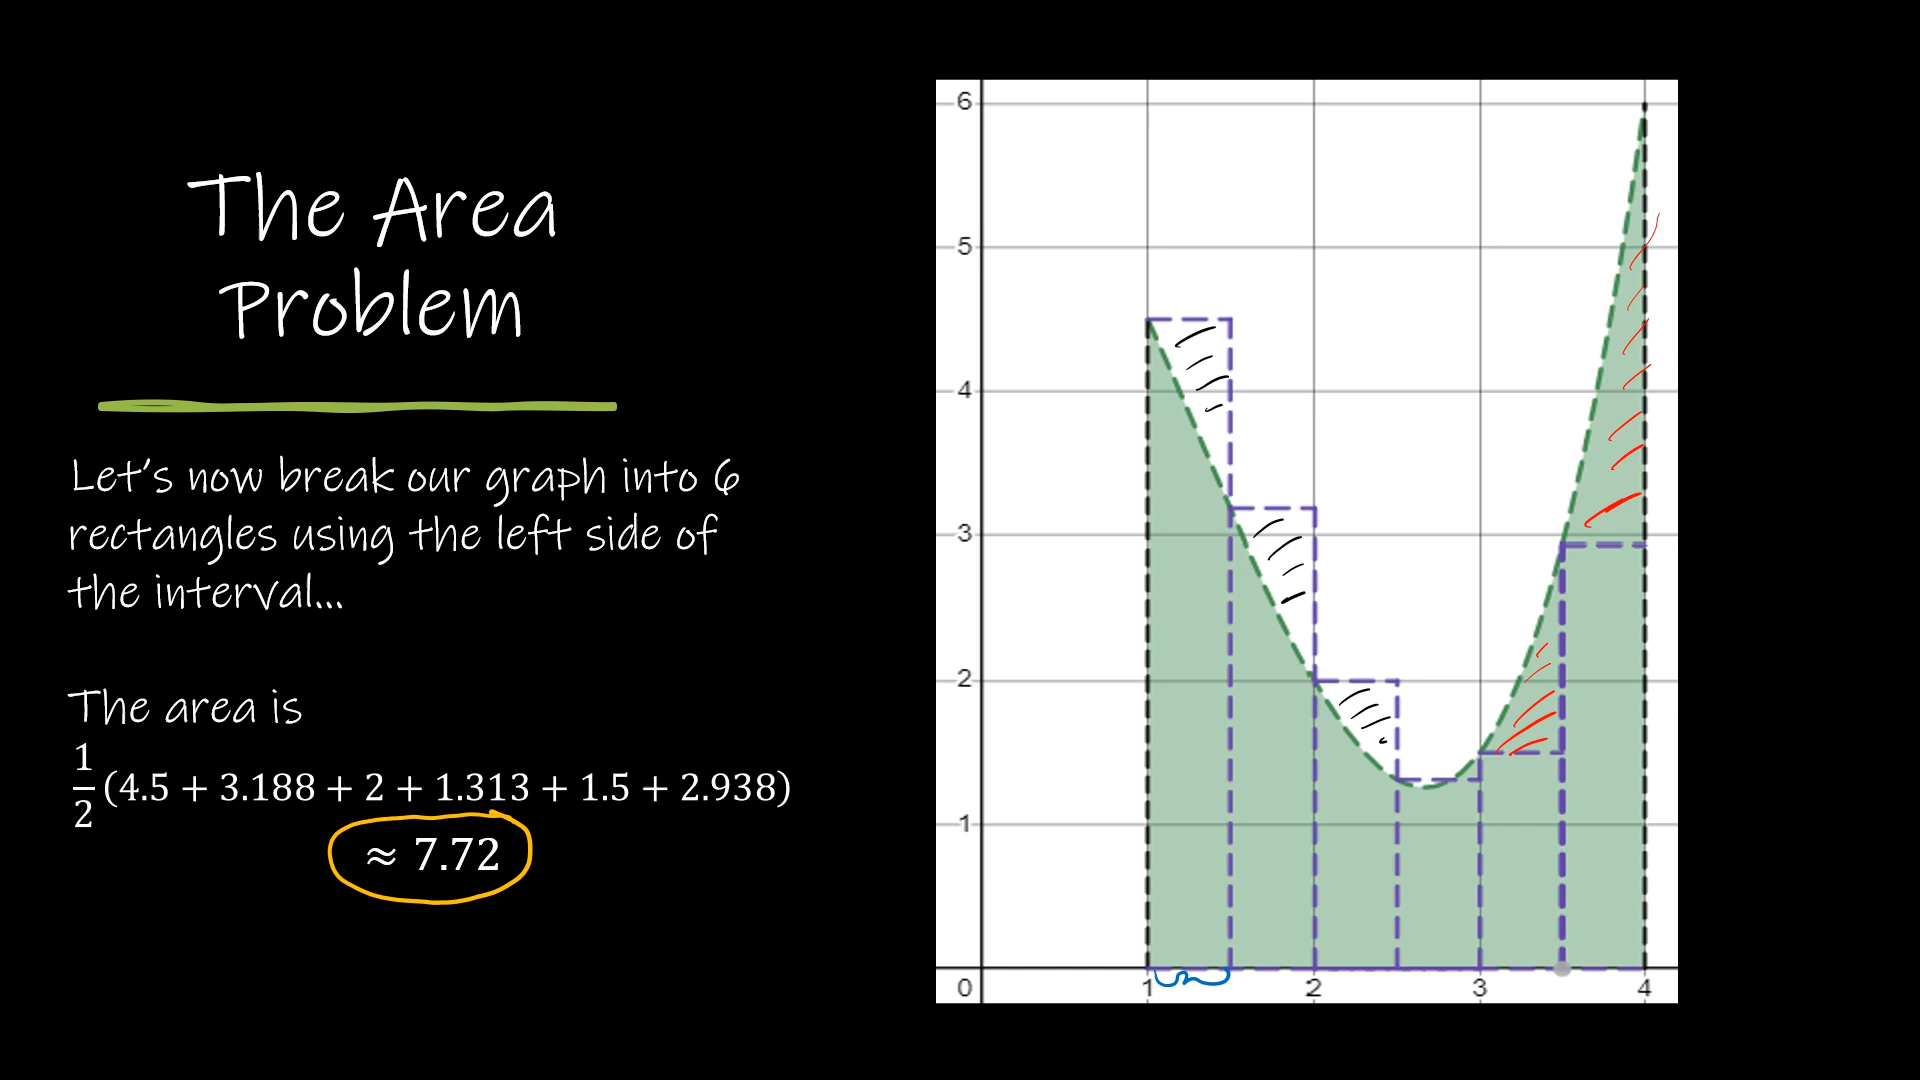 The Area
Problem
Let's now break our graph into 6
rectangles using the left side of
the interval...
The area is
1/2 (4.5 + 3.188 + 2 + 1.313 + 1.5 + 2.938)
≈ 7.72
6
5
4
3
2
1
0 1 2 3 4